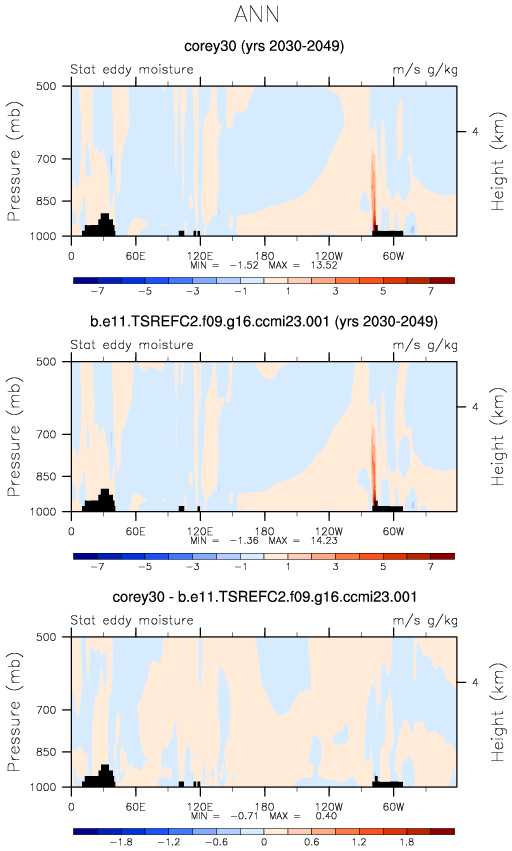 ANN
corey30 (yrs 2030-2049)
Stat eddy moisture m/s g/kg
500
700
850
1000
Pressure (mb)
4
Height (km)
0 60E 120E 180 120W 60W
MIN = -1.52 MAX = 13.52
-7 -5 -3 -1 1 3 5 7
b.e11.TSREFC2.f09.g16.ccmi23.001 (yrs 2030-2049)
Stat eddy moisture m/s g/kg
500
700
850
1000
Pressure (mb)
4
Height (km)
0 60E 120E 180 120W 60W
MIN = -1.36 MAX = 14.23
-7 -5 -3 -1 1 3 5 7
corey30 - b.e11.TSREFC2.f09.g16.ccmi23.001
Stat eddy moisture m/s g/kg
500
700
850
1000
Pressure (mb)
4
Height (km)
0 60E 120E 180 120W 60W
MIN = -0.71 MAX = 0.40
-1.8 -1.2 -0.6 0 0.6 1.2 1.8